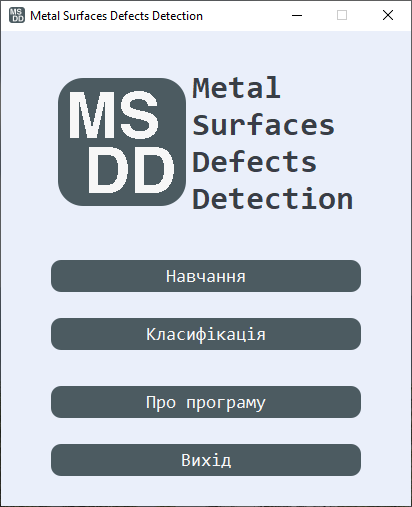 MS
DD
Metal Surfaces Defects Detection
MS
DD
Metal
Surfaces
Defects
Detection
Навчання
Класифікація
Про програму
Вихід